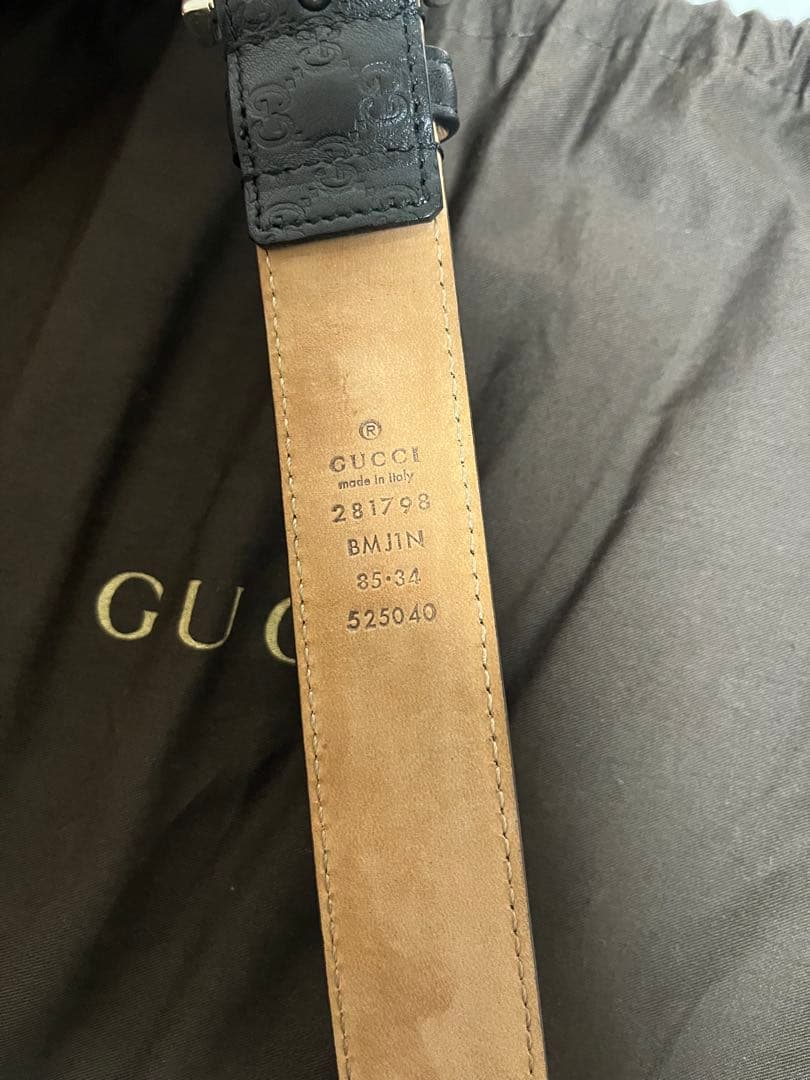 ®
GUCCI
made in italy
281798
BMJ1N
85·34
525040
GUC